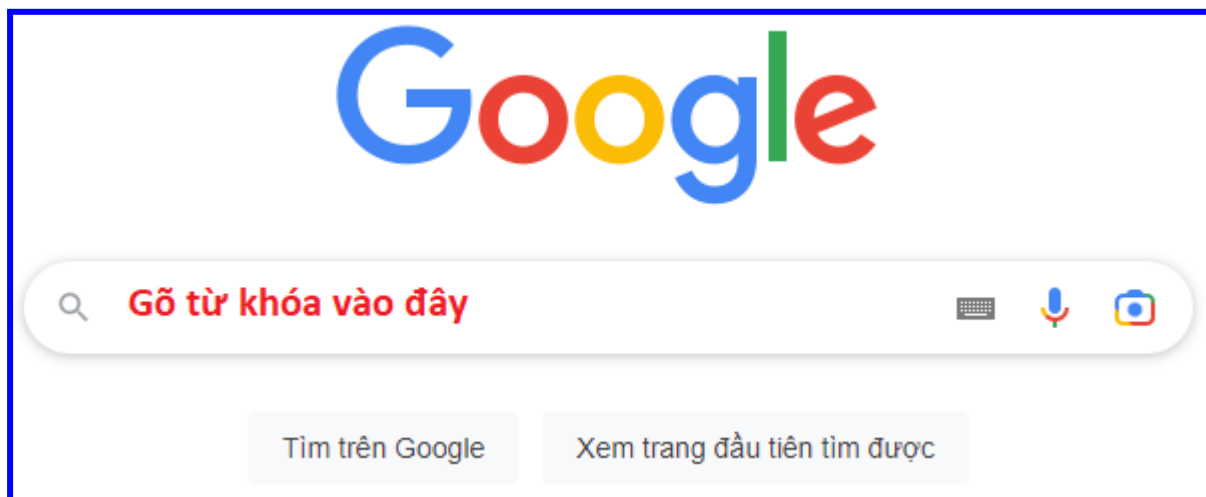 Google
Gõ từ khóa vào đây
Tìm trên Google
Xem trang đầu tiên tìm được